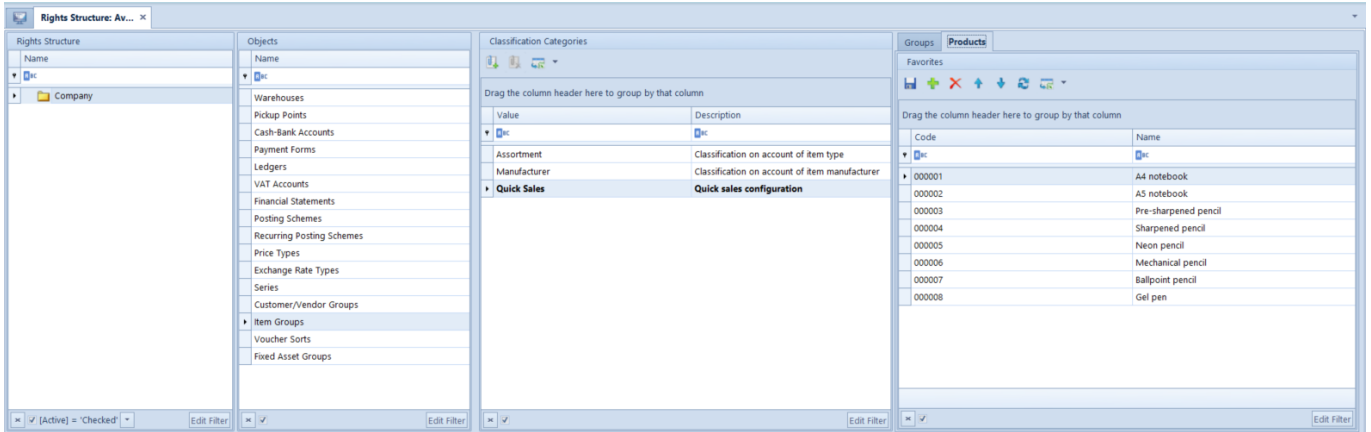 Rights Structure: Av... ×
Rights Structure
Name
Company
[Active] = 'Checked'
Edit Filter
Objects
Name
Warehouses
Pickup Points
Cash-Bank Accounts
Payment Forms
Ledgers
VAT Accounts
Financial Statements
Posting Schemes
Recurring Posting Schemes
Price Types
Exchange Rate Types
Series
Customer/Vendor Groups
Item Groups
Voucher Sorts
Fixed Asset Groups
Edit Filter
Classification Categories
Drag the column header here to group by that column
Value Description
Assortment Classification on account of item type
Manufacturer Classification on account of item manufacturer
Quick Sales Quick sales configuration
Edit Filter
Groups Products
Favorites
Drag the column header here to group by that column
Code Name
000001 A4 notebook
000002 A5 notebook
000003 Pre-sharpened pencil
000004 Sharpened pencil
000005 Neon pencil
000006 Mechanical pencil
000007 Ballpoint pencil
000008 Gel pen
Edit Filter